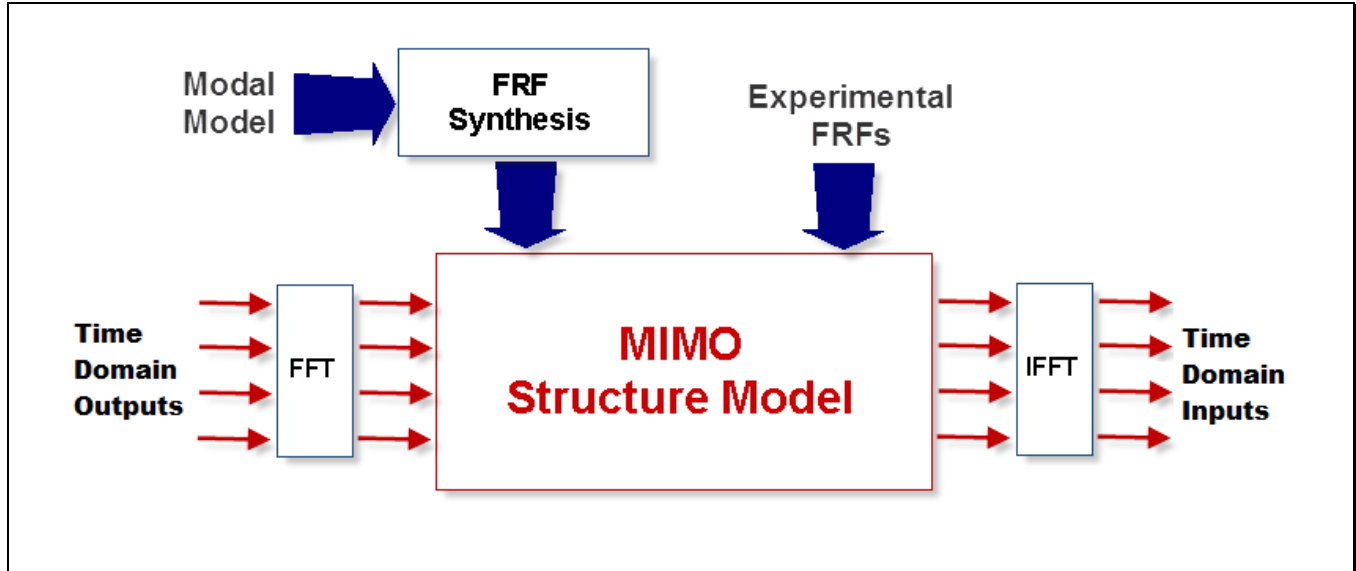 Modal
Model
FRF
Synthesis
Experimental
FRFs
Time
Domain
Outputs
FFT
MIMO
Structure Model
IFFT
Time
Domain
Inputs